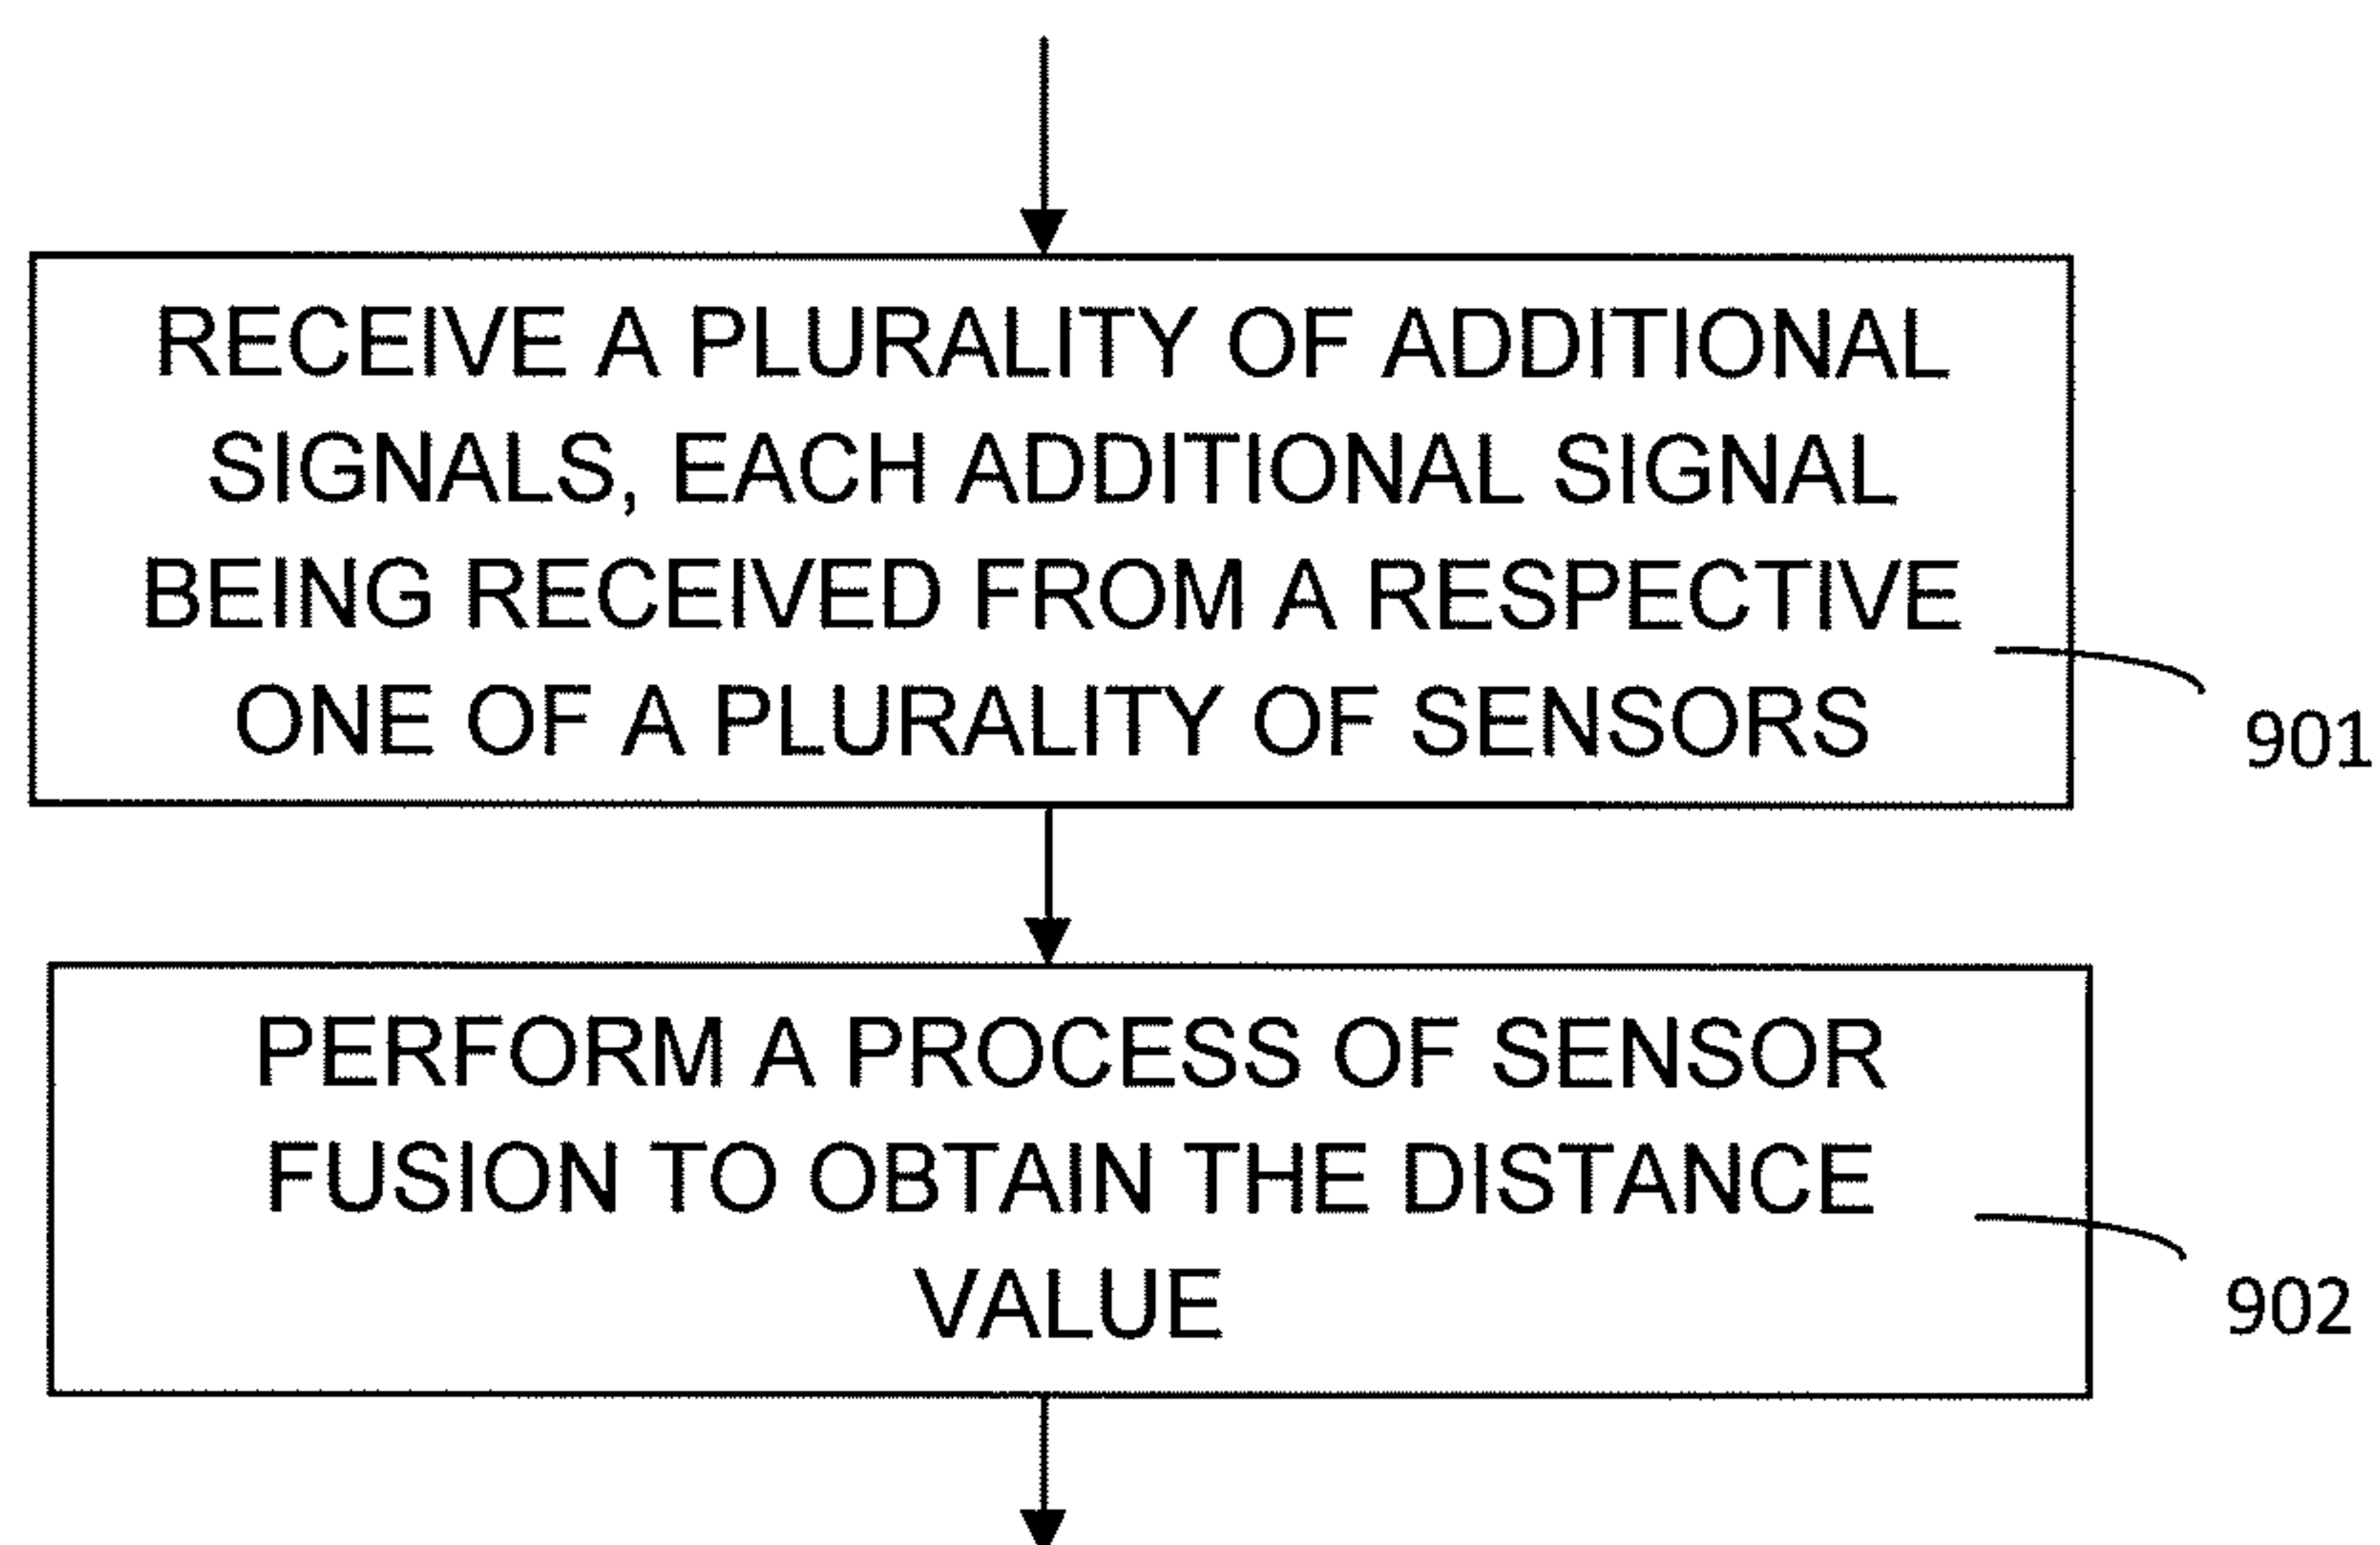 RECEIVE A PLURALITY OF ADDITIONAL
SIGNALS, EACH ADDITIONAL SIGNAL
BEING RECEIVED FROM A RESPECTIVE
ONE OF A PLURALITY OF SENSORS
901
PERFORM A PROCESS OF SENSOR
FUSION TO OBTAIN THE DISTANCE
VALUE
902